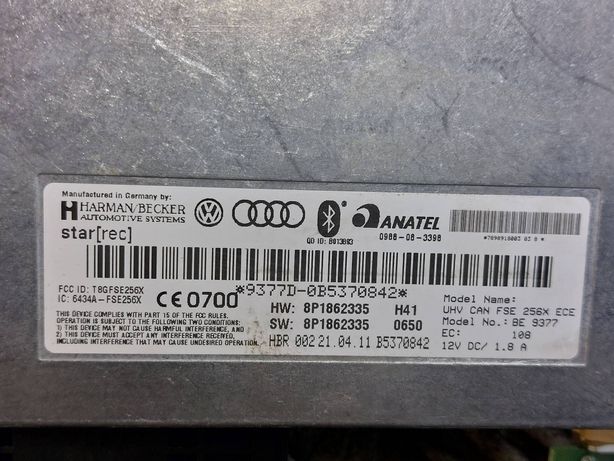 Manufactured in Germany by:
HARMAN/BECKER
AUTOMOTIVE SYSTEMS
star[rec]
QD ID: B013893
ANATEL
0988-08-3398
FCC ID: T8GFSE256X
IC: 6434A-FSE256X
CE 0700
*9377D-0B5370842*
HW: 8P1862335 H41
SW: 8P1862335 0650
HBR 002 21.04.11 B5370842
THIS DEVICE COMPLIES WITH PART 15 OF THE FCC RULES.
OPERATION IS SUBJECT TO THE FOLLOWING TWO CONDITIONS:
1) THIS DEVICE MAY NOT CAUSE HARMFUL INTERFERENCE, AND
2) THIS DEVICE MUST ACCEPT ANY INTERFERENCE RECEIVED,
INCLUDING INTERFERENCE THAT MAY CAUSE UNDESIRED OPERATION.
Model Name:
UHV CAN FSE 256X ECE
Model No.: BE 9377
EC: 108
12V DC/ 1.8 A